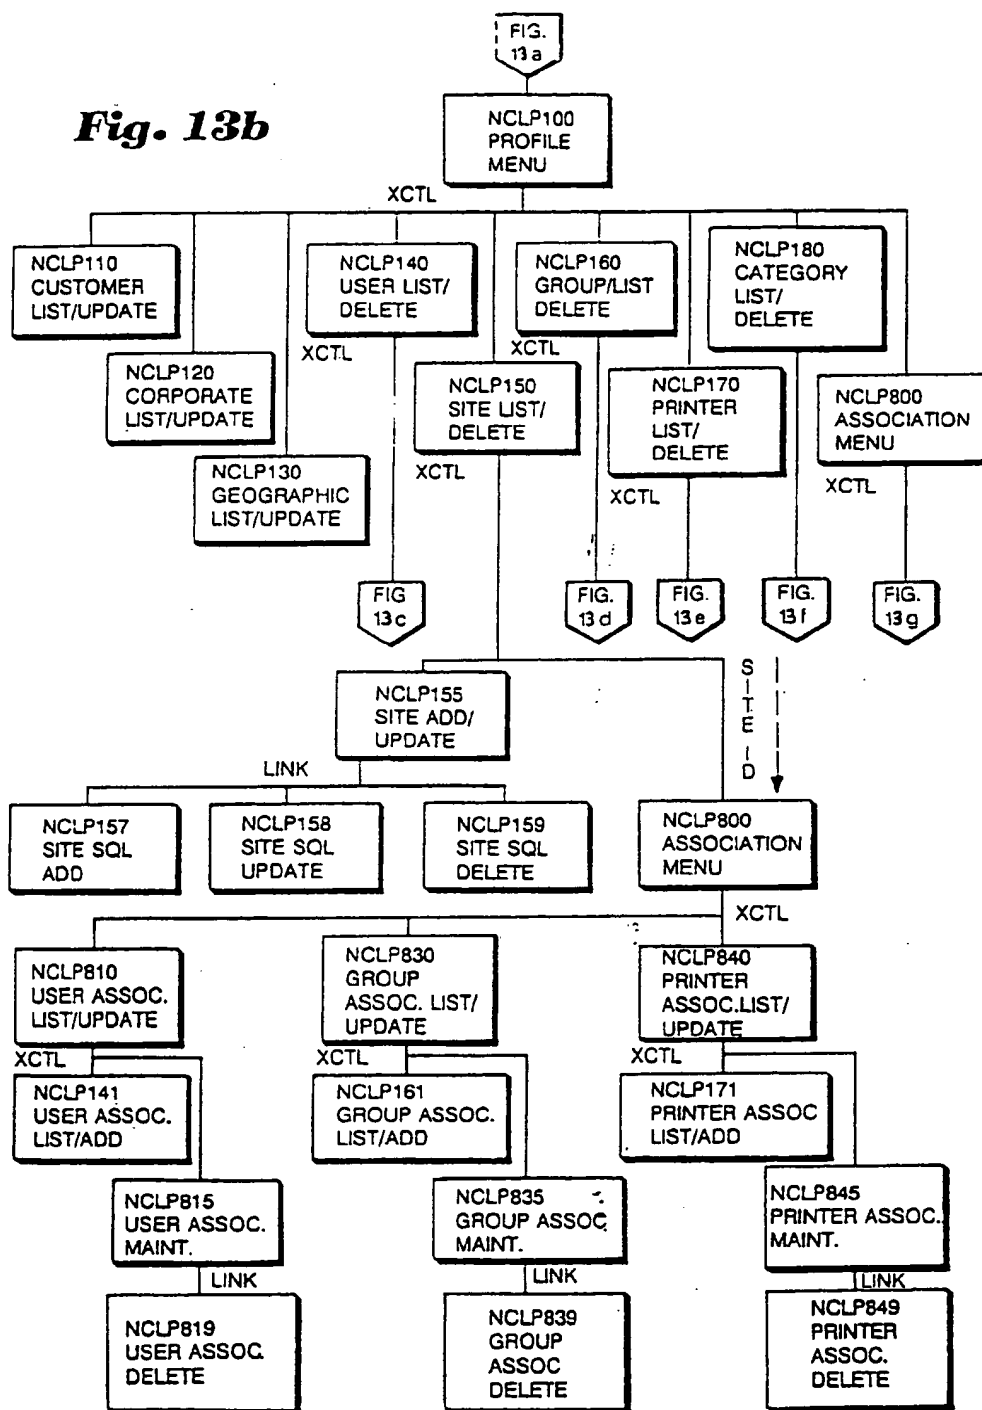 FIG.
13a
Fig. 13b
NCLP100
PROFILE
MENU
XCTL
NCLP110
CUSTOMER
LIST/UPDATE
NCLP140
USER LIST/
DELETE
NCLP160
GROUP/LIST
DELETE
NCLP180
CATEGORY
LIST/
DELETE
XCTL
XCTL
NCLP120
CORPORATE
LIST/UPDATE
NCLP150
SITE LIST/
DELETE
NCLP170
PRINTER
LIST/
DELETE
NCLP800
ASSOCIATION
MENU
NCLP130
GEOGRAPHIC
LIST/UPDATE
XCTL
XCTL
XCTL
FIG
13c
FIG.
13d
FIG.
13e
FIG.
13f
FIG.
13g
SITE ID
NCLP155
SITE ADD/
UPDATE
LINK
NCLP157
SITE SQL
ADD
NCLP158
SITE SQL
UPDATE
NCLP159
SITE SQL
DELETE
NCLP800
ASSOCIATION
MENU
XCTL
NCLP810
USER ASSOC.
LIST/UPDATE
NCLP830
GROUP
ASSOC. LIST/
UPDATE
NCLP840
PRINTER
ASSOC.LIST/
UPDATE
XCTL
XCTL
XCTL
NCLP141
USER ASSOC.
LIST/ADD
NCLP161
GROUP ASSOC.
LIST/ADD
NCLP171
PRINTER ASSOC
LIST/ADD
NCLP815
USER ASSOC.
MAINT.
NCLP835
GROUP ASSOC
MAINT.
NCLP845
PRINTER ASSOC.
MAINT.
LINK
LINK
LINK
NCLP819
USER ASSOC.
DELETE
NCLP839
GROUP
ASSOC
DELETE
NCLP849
PRINTER
ASSOC.
DELETE